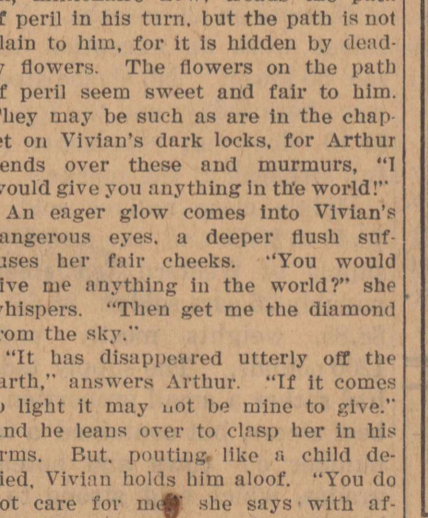 of peril in his turn, but the path is not
plain to him, for it is hidden by dead-
y flowers. The flowers on the path
of peril seem sweet and fair to him.
They may be such as are in the chap-
et on Vivian's dark locks, for Arthur
ends over these and murmurs, "I
would give you anything in the world!"
An eager glow comes into Vivian's
angerous eyes, a deeper flush suf-
uses her fair cheeks. "You would
ive me anything in the world?" she
whispers. "Then get me the diamond
rom the sky."
"It has disappeared utterly off the
arth," answers Arthur. "If it comes
o light it may not be mine to give."
and he leans over to clasp her in his
rms. But, pouting like a child de-
ied, Vivian holds him aloof. "You do
ot care for me" she says with af-